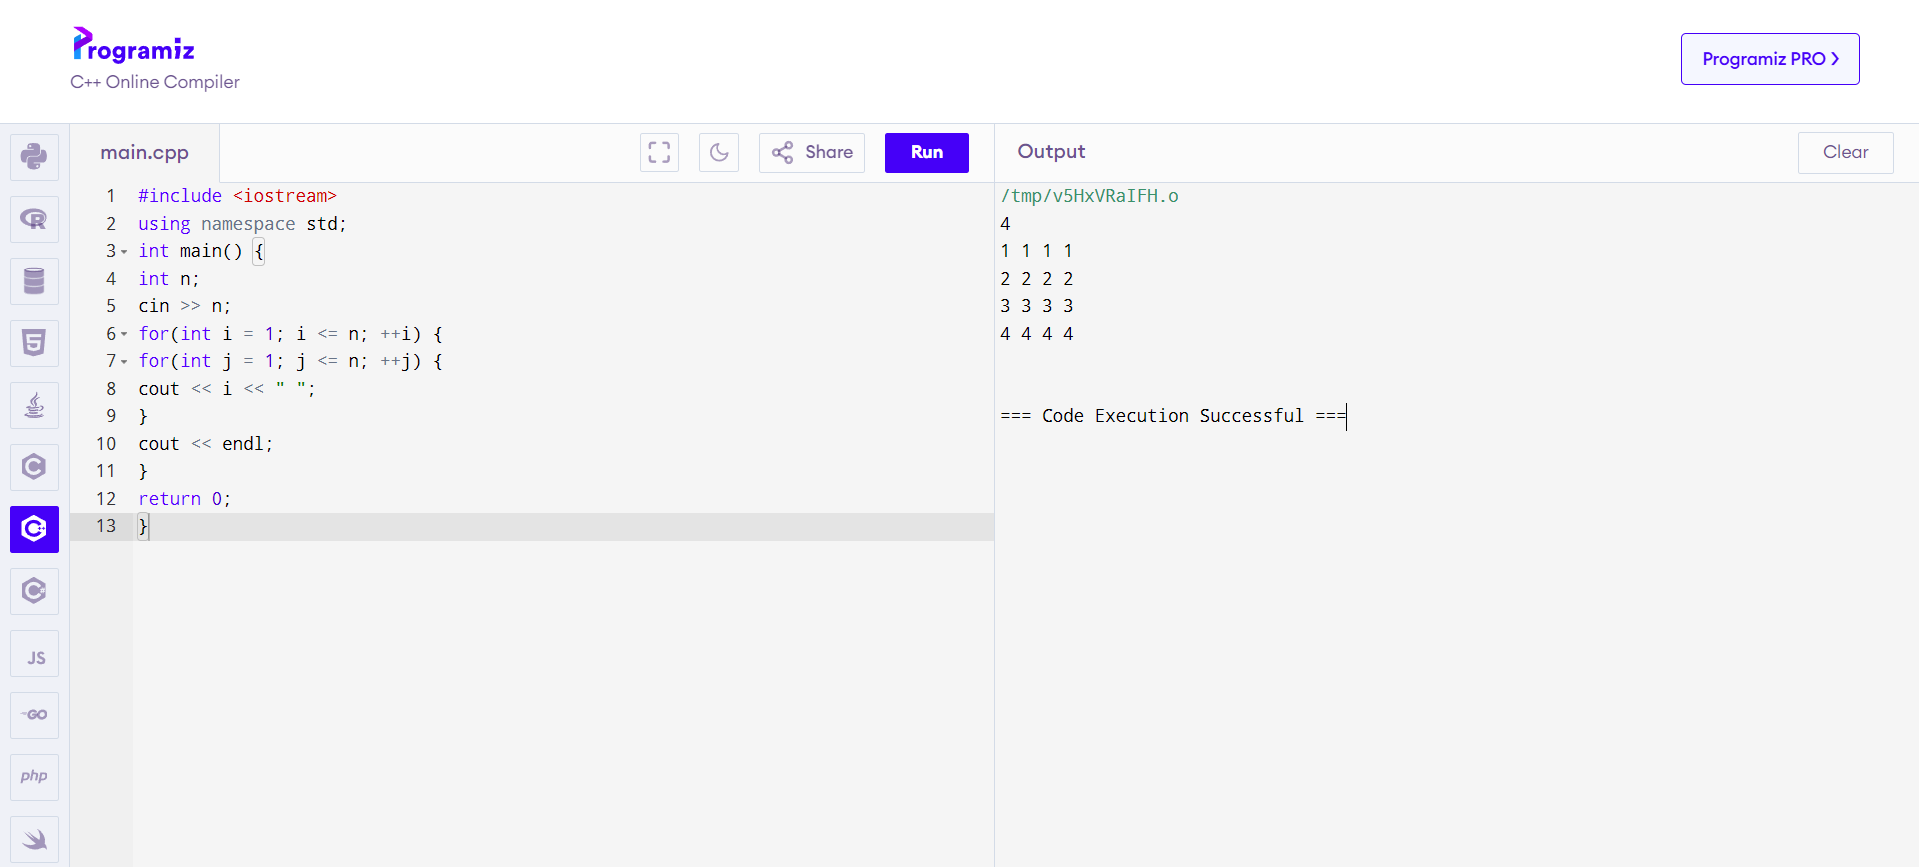 Programiz
C++ Online Compiler
Programiz PRO
main.cpp
Share
Run
Output
Clear
1 #include <iostream>
2 using namespace std;
3 int main() {
4 int n;
5 cin >> n;
6 for(int i = 1; i <= n; ++i) {
7 for(int j = 1; j <= n; ++j) {
8 cout << i << " ";
9 }
10 cout << endl;
11 }
12 return 0;
13 }
/tmp/v5HxVRaIFH.o
4
1 1 1 1
2 2 2 2
3 3 3 3
4 4 4 4
=== Code Execution Successful ===
R
5
C
C++
C#
JS
GO
php